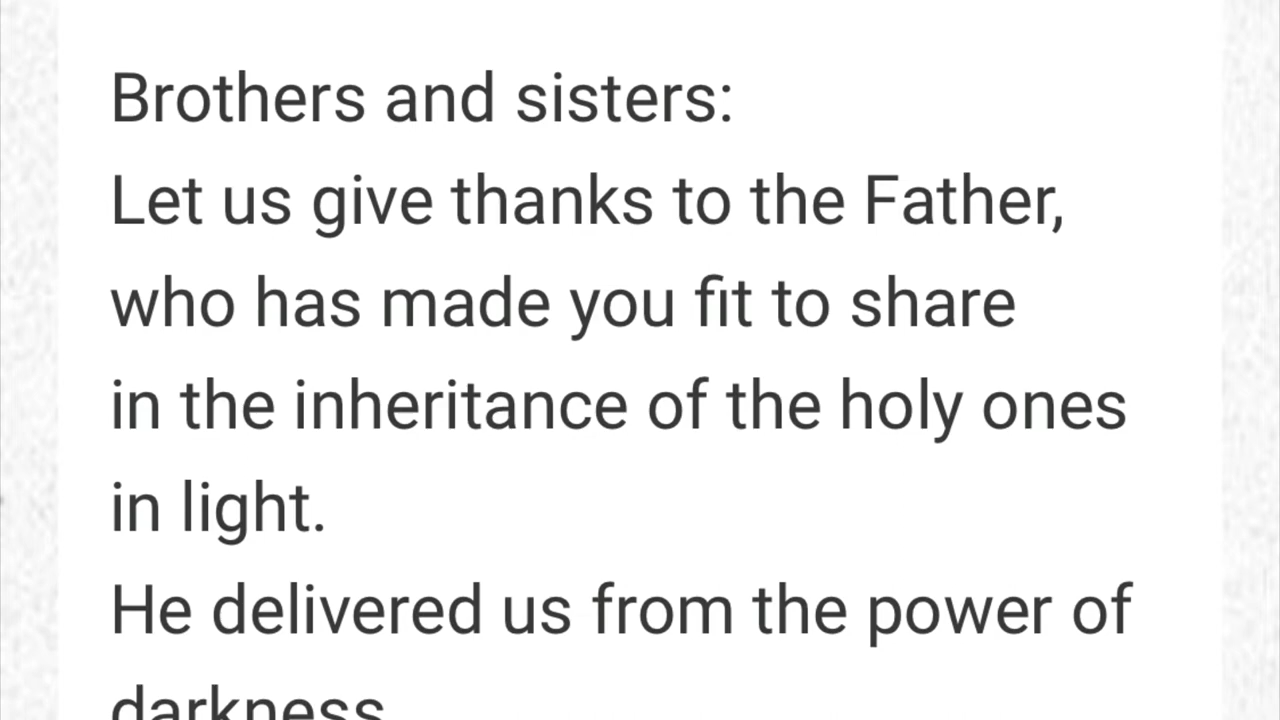 Brothers and sisters:
Let us give thanks to the Father,
who has made you fit to share
in the inheritance of the holy ones
in light.
He delivered us from the power of
darkness